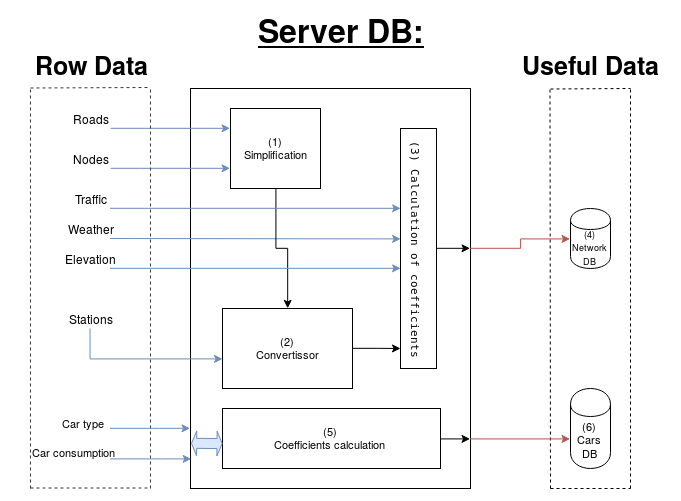 Server DB:
Row Data
Useful Data
Roads
Nodes
Traffic
Weather
Elevation
Stations
Car type
Car consumption
(1)
Simplification
(2)
Convertissor
(3) Calculation of coefficients
(5)
Coefficients calculation
(4)
Network
DB
(6)
Cars
DB